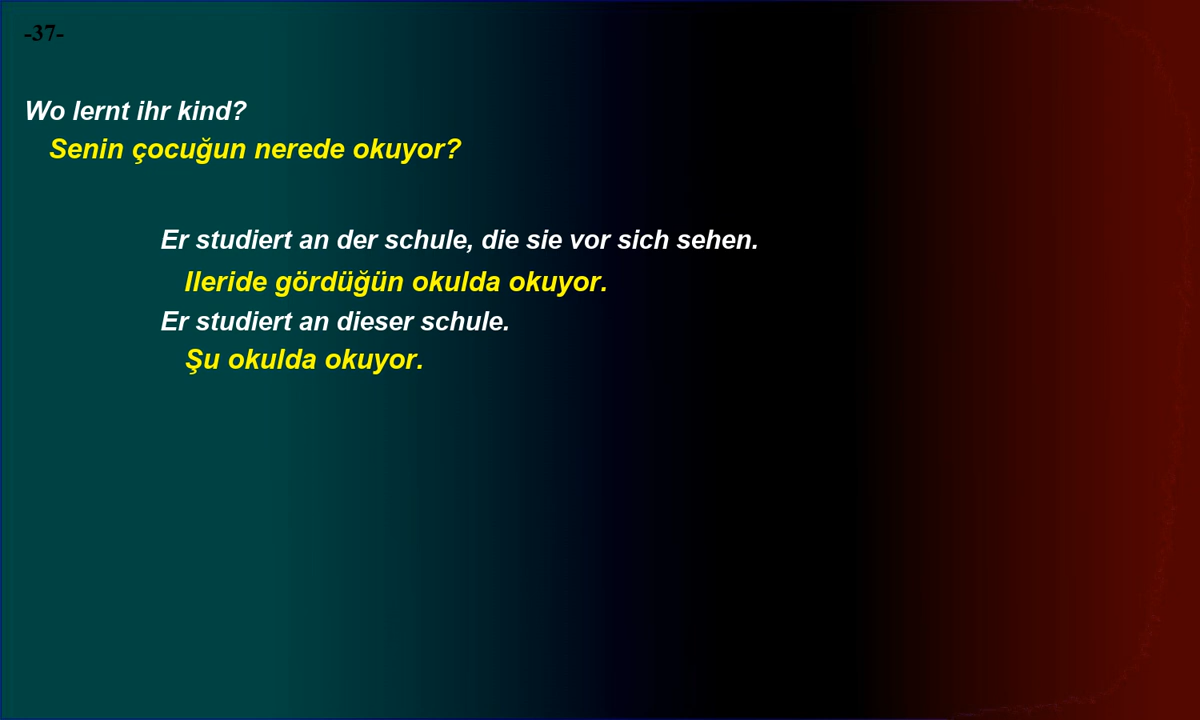 -37-
Wo lernt ihr kind?
Senin çocuğun nerede okuyor?
Er studiert an der schule, die sie vor sich sehen.
Ileride gördüğün okulda okuyor.
Er studiert an dieser schule.
Şu okulda okuyor.